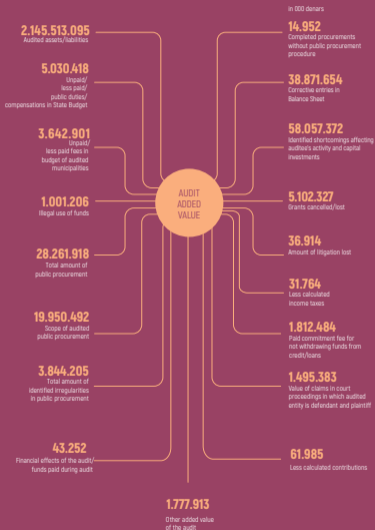 in 000 denars
2,145.513.095
Audited assets/liabilities
5.030.418
Unpaid/
less paid/
public duties/
compensations in State Budget
3.642.901
Unpaid/
less paid fees in
budget of audited
municipalities
1.001.206
Illegal use of funds
28.261.918
Total amount of
public procurement
19.950.492
Scope of audited
public procurement
3.844.205
Total amount of
identified irregularities
in public procurement
43.252
Financial effects of the audit/
funds paid during audit
AUDIT
ADDED
VALUE
14.952
Completed procurements
without public procurement
procedure
38.871.654
Corrective entries in
Balance Sheet
58.057.372
Identified shortcomings affecting
auditee's activity and capital
investments
5.102.327
Grants cancelled/lost
36.914
Amount of litigation lost
31.764
Less calculated
income taxes
1.812.484
Paid commitment fee for
not withdrawing funds from
credit/loans
1.495.383
Value of claims in court
proceedings in which audited
entity is defendant and plaintiff
61.985
Less calculated contributions
1.777.913
Other added value
of the audit